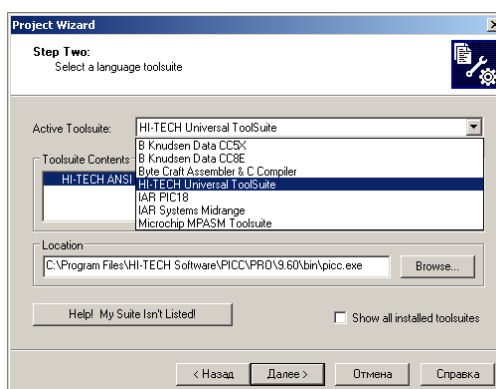 Project Wizard
Step Two:
Select a language toolsuite
Active Toolsuite:
HI-TECH Universal ToolSuite
B Knudsen Data CC5X
B Knudsen Data CC8E
Byte Craft Assembler & C Compiler
HI-TECH Universal ToolSuite
IAR PIC18
IAR Systems Midrange
Microchip MPASM Toolsuite
Toolsuite Contents
HI-TECH ANSI
Location
C:\Program Files\HI-TECH Software\PICC\PRO\9.60\bin\picc.exe
Browse...
Help! My Suite Isn't Listed!
Show all installed toolsuites
< Назад
Далее >
Отмена
Справка